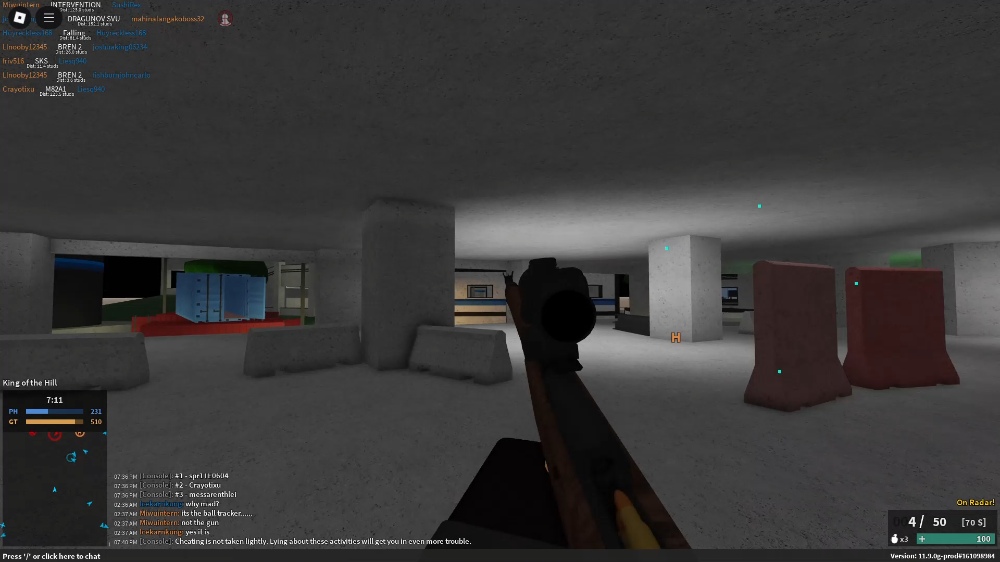 Miwuintern INTERVENTION SushiRex
Dist: 123.0 studs
DRAGUNOV SVU mahinalangakoboss32
Dist: 152.1 studs
Huyreckless168 Falling Huyreckless168
Dist: 81.4 studs
Llnooby12345 BREN 2 joshuaking06234
Dist: 26.0 studs
friv516 SKS Liesq940
Dist: 11.4 studs
Llnooby12345 BREN 2 fishburnjohncarlo
Dist: 3.6 studs
Crayotixu M82A1 Liesq940
Dist: 223.5 studs
H
King of the Hill
7:11
PH 231
GT 510
H
07:36 PM [Console]: #1 - spr1TE0604
07:36 PM [Console]: #2 - Crayotixu
07:36 PM [Console]: #3 - messarenthlei
02:36 AM Icekarnkung: why mad?
02:37 AM Miwuintern: its the ball tracker......
02:37 AM Miwuintern: not the gun
02:37 AM Icekarnkung: yes it is
07:40 PM [Console]: Cheating is not taken lightly. Lying about these activities will get you in even more trouble.
On Radar!
004 / 50 [70 S]
x3 + 100
Press '/' or click here to chat
Version: 11.9.0g-prod#161098984